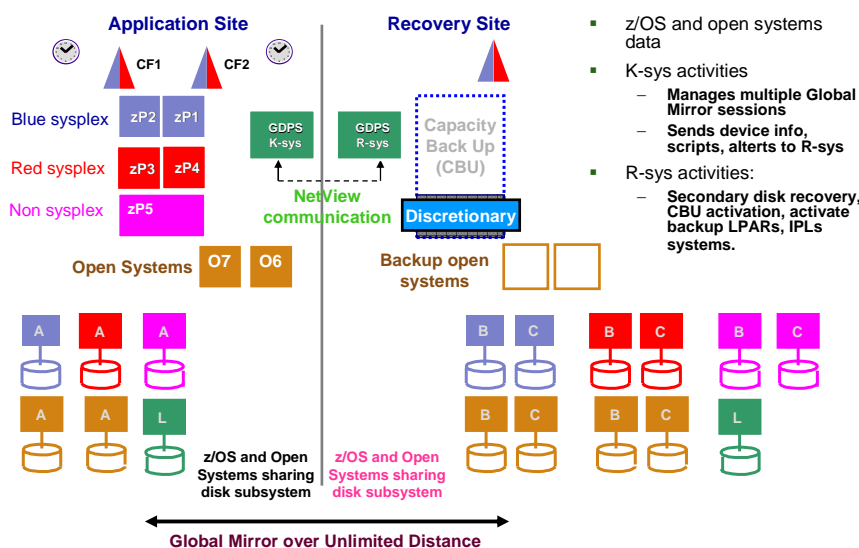 Application Site
Recovery Site
CF1
CF2
Blue sysplex
zP2
zP1
GDPS
K-sys
GDPS
R-sys
Capacity
Back Up
(CBU)
Red sysplex
zP3
zP4
Non sysplex
zP5
NetView
communication
Discretionary
Open Systems
O7
O6
Backup open
systems
▪ z/OS and open systems
data
▪ K-sys activities
– Manages multiple Global
Mirror sessions
– Sends device info,
scripts, alterts to R-sys
▪ R-sys activities:
– Secondary disk recovery,
CBU activation, activate
backup LPARs, IPLs
systems.
A
A
A
B
C
B
C
B
C
A
A
L
B
C
B
C
L
z/OS and Open
Systems sharing
disk subsystem
z/OS and Open
Systems sharing
disk subsystem
Global Mirror over Unlimited Distance